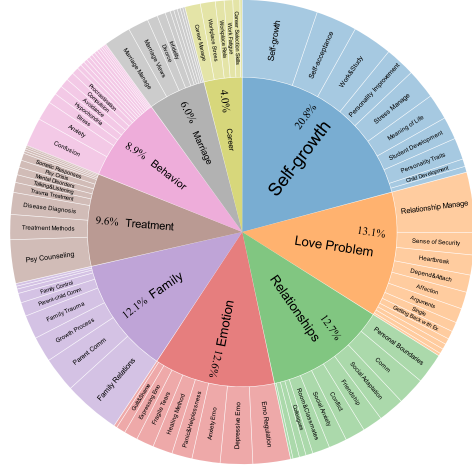 Self-growth
20.8%
Self-growth
Self-acceptance
Work&Study
Personality Improvement
Stress Manage
Meaning of Life
Student Development
Personality Traits
Child Development
Love Problem
13.1%
Relationship Manage
Sense of Security
Heartbreak
Depend&Attach
Affection
Arguments
Single
Getting Back with Ex
Relationships
12.7%
Personal Boundaries
Comm
Social Adaptation
Friendship
Conflict
Social Anxiety
Room&Classmates
Colleagues
Emotion
12.6%
Emo Regulation
Depressive Emo
Anxiety Emo
Panic&Helplessness
Healing Method
Fragile Tears
Expressing Emo
Guilt&Shame
Family
12.1%
Family Relations
Parent Comm
Growth Process
Family Trauma
Parent-child Comm
Family Control
Treatment
9.6%
Psy Counseling
Treatment Methods
Disease Diagnosis
Trauma Treatment
Talking&Listening
Mental Disorders
Psy Crisis
Somatic Responses
Behavior
8.9%
Confusion
Anxiety
Stress
Hypochondria
Avoidance
Compulsion
Procrastination
Marriage
6.0%
Marriage Manage
Marriage Views
Divorce
Infidelity
Career
4.0%
Career Manage
Workplace Stress
Workplace Rels
Work Fatigue
Career Selection Skills